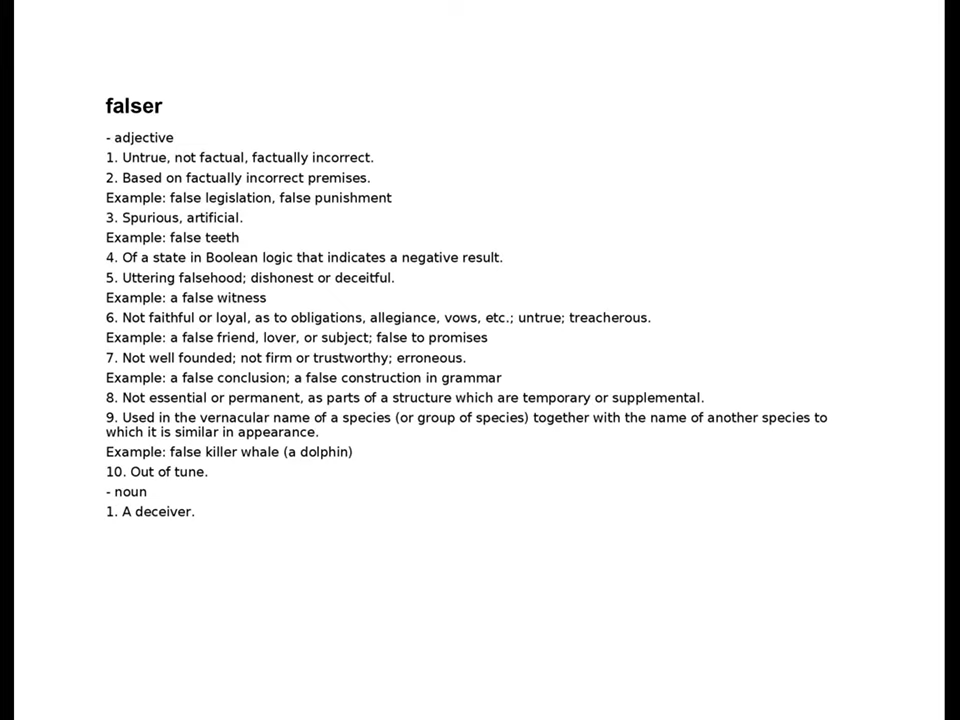 falser
- adjective
1. Untrue, not factual, factually incorrect.
2. Based on factually incorrect premises.
Example: false legislation, false punishment
3. Spurious, artificial.
Example: false teeth
4. Of a state in Boolean logic that indicates a negative result.
5. Uttering falsehood; dishonest or deceitful.
Example: a false witness
6. Not faithful or loyal, as to obligations, allegiance, vows, etc.; untrue; treacherous.
Example: a false friend, lover, or subject; false to promises
7. Not well founded; not firm or trustworthy; erroneous.
Example: a false conclusion; a false construction in grammar
8. Not essential or permanent, as parts of a structure which are temporary or supplemental.
9. Used in the vernacular name of a species (or group of species) together with the name of another species to
which it is similar in appearance.
Example: false killer whale (a dolphin)
10. Out of tune.
- noun
1. A deceiver.